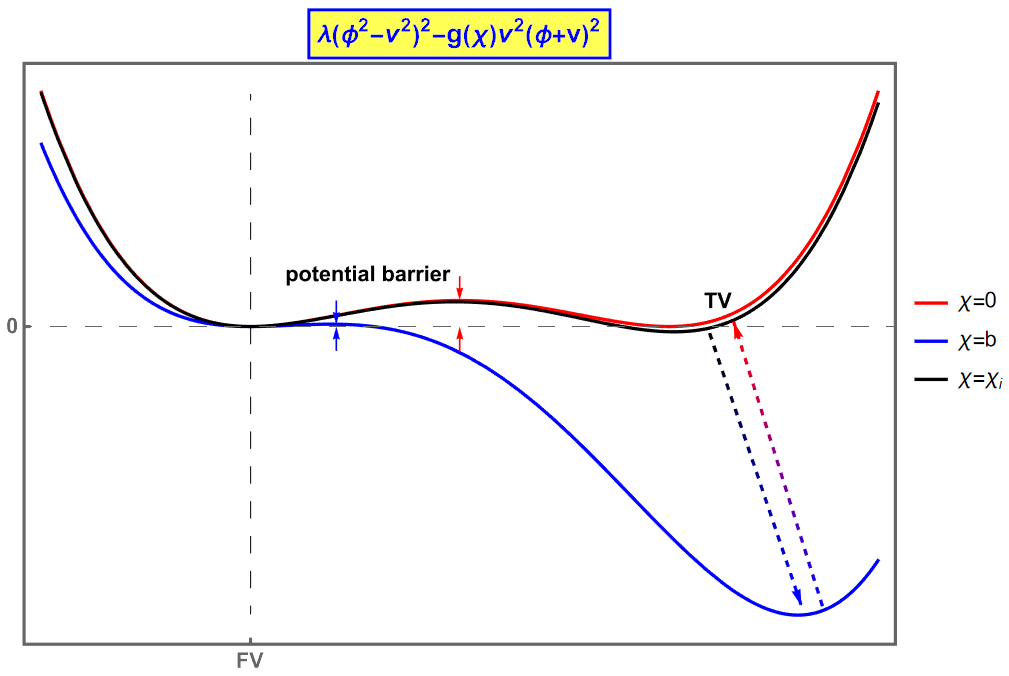 λ(ϕ²−v²)²−g(χ)v²(ϕ+v)²
potential barrier
TV
0
FV
χ=0
χ=b
χ=χᵢ